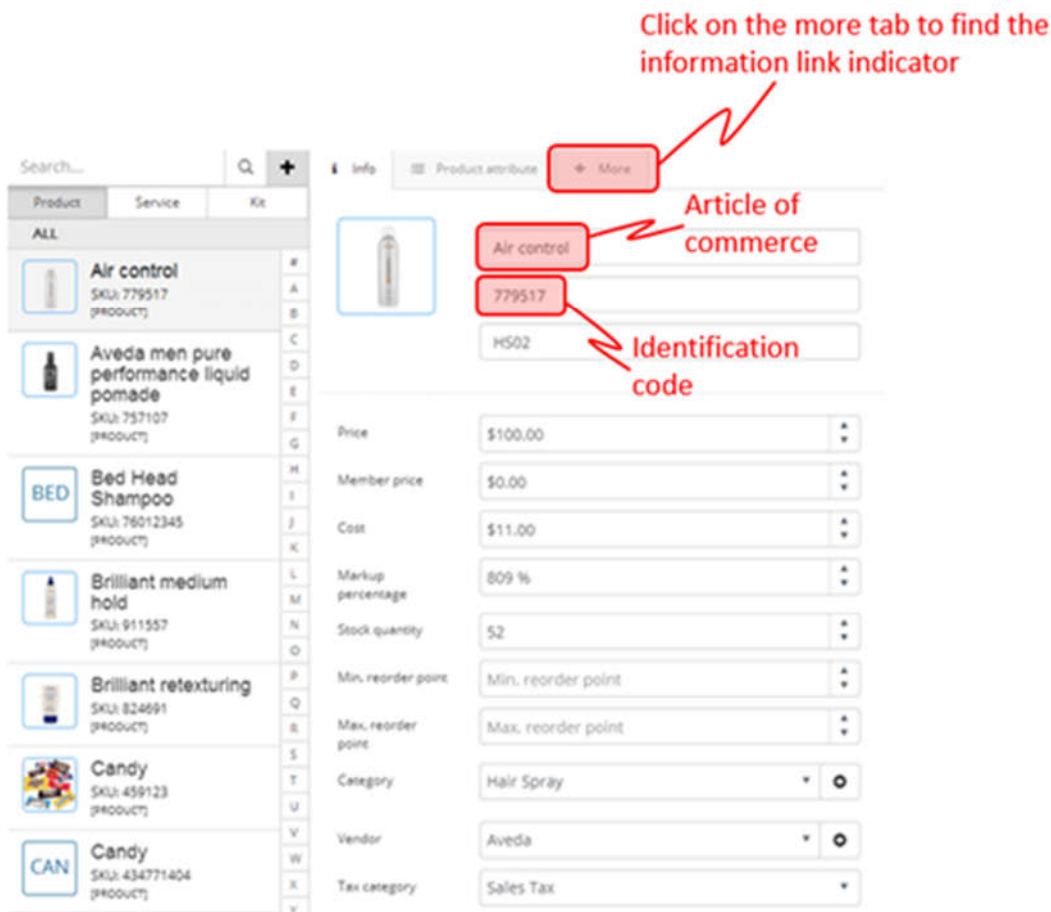 Click on the more tab to find the
information link indicator
Search...
Info
Product attribute
+ More
Product
Service
Kit
ALL
Article of
commerce
Air control
SKU: 779517
[PRODUCT]
Air control
779517
HS02
Identification
code
Aveda men pure
performance liquid
pomade
SKU: 757107
[PRODUCT]
BED
Bed Head
Shampoo
SKU: 76012345
[PRODUCT]
Brilliant medium
hold
SKU: 911557
[PRODUCT]
Brilliant retexturing
SKU: 824691
[PRODUCT]
Candy
SKU: 459123
[PRODUCT]
CAN
Candy
SKU: 434771404
[PRODUCT]
#
A
B
C
D
E
F
G
H
I
J
K
L
M
N
O
P
Q
R
S
T
U
V
W
X
Y
Price
$100.00
Member price
$0.00
Cost
$11.00
Markup
percentage
809 %
Stock quantity
52
Min. reorder point
Min. reorder point
Max. reorder
point
Max. reorder point
Category
Hair Spray
Vendor
Aveda
Tax category
Sales Tax